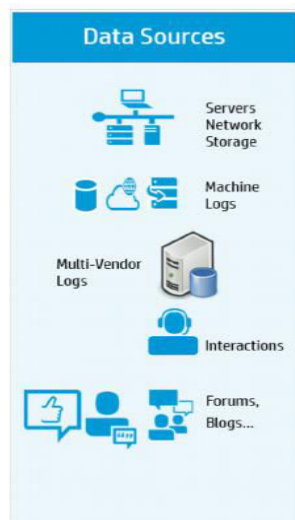 Data Sources
Servers
Network
Storage
Machine
Logs
Multi-Vendor
Logs
Interactions
Forums,
Blogs...